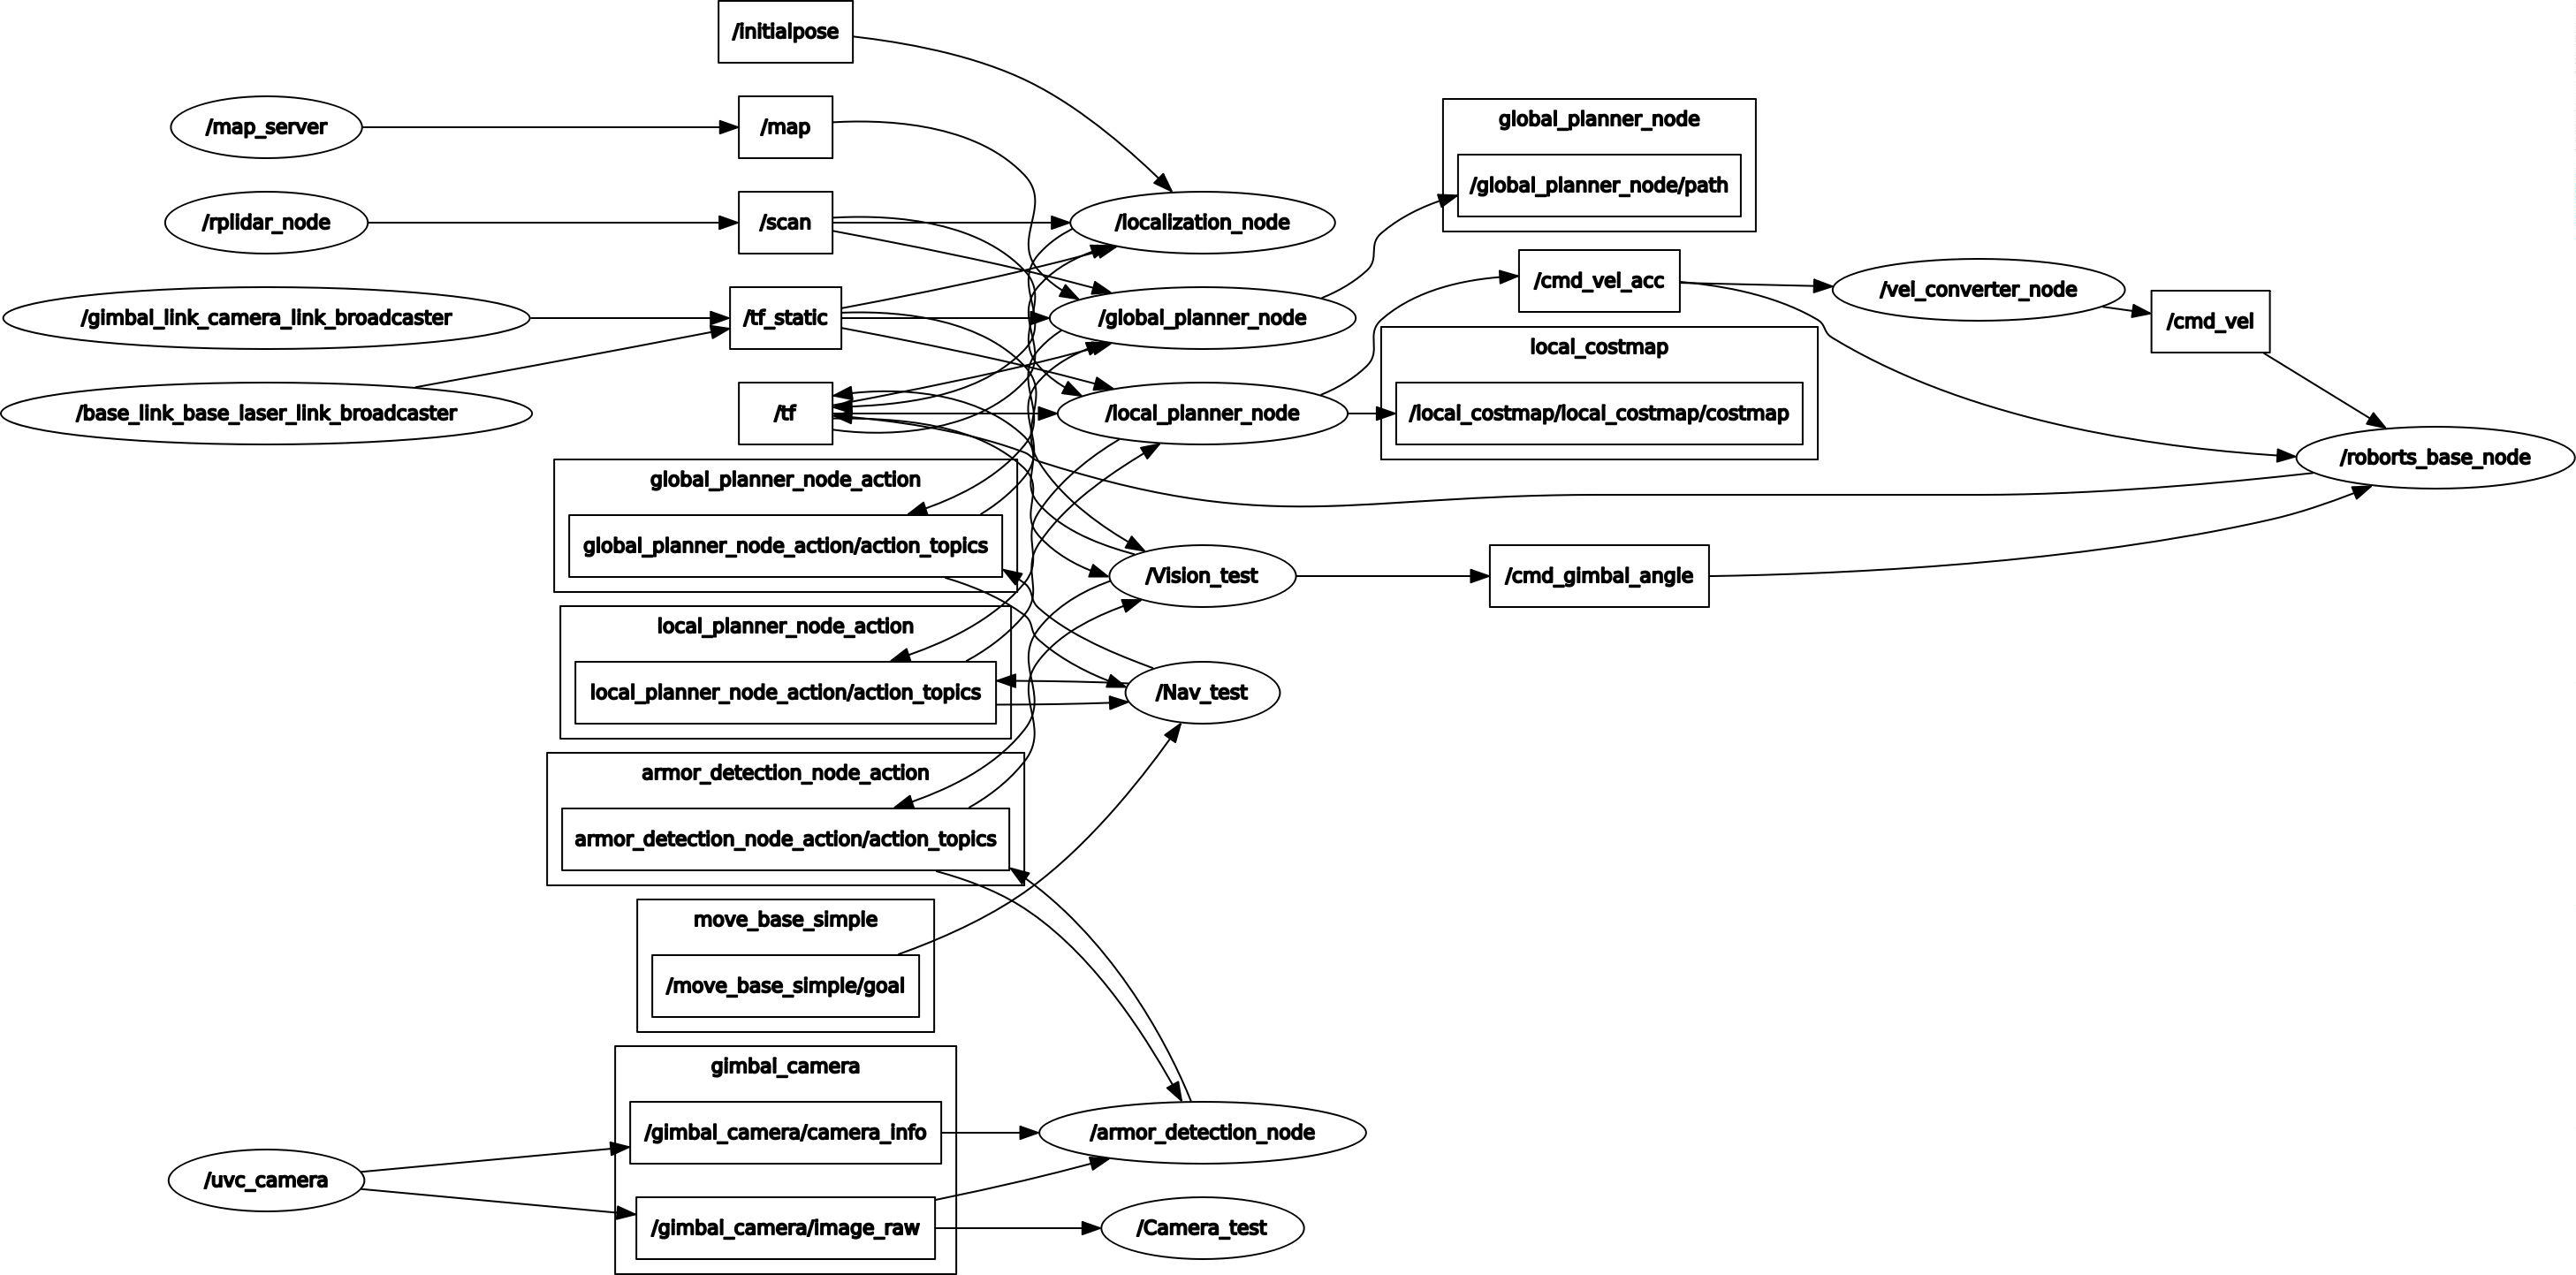 /initialpose
/map_server
/map
/rplidar_node
/scan
/localization_node
global_planner_node
/global_planner_node/path
/gimbal_link_camera_link_broadcaster
/tf_static
/global_planner_node
/cmd_vel_acc
/vel_converter_node
/cmd_vel
local_costmap
/base_link_base_laser_link_broadcaster
/tf
/local_planner_node
/local_costmap/local_costmap/costmap
/roborts_base_node
global_planner_node_action
global_planner_node_action/action_topics
/Vision_test
/cmd_gimbal_angle
local_planner_node_action
local_planner_node_action/action_topics
/Nav_test
armor_detection_node_action
armor_detection_node_action/action_topics
move_base_simple
/move_base_simple/goal
gimbal_camera
/gimbal_camera/camera_info
/armor_detection_node
/uvc_camera
/gimbal_camera/image_raw
/Camera_test